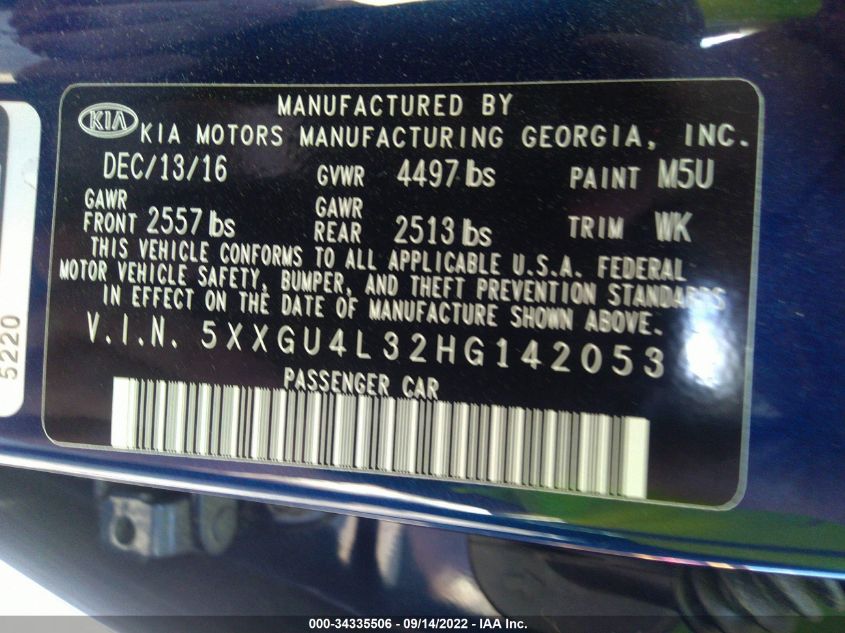 MANUFACTURED BY
KIA
KIA MOTORS MANUFACTURING GEORGIA, INC.
DEC/13/16 GVWR 4497 lbs PAINT M5U
GAWR FRONT 2557 lbs GAWR REAR 2513 lbs TRIM WK
THIS VEHICLE CONFORMS TO ALL APPLICABLE U.S.A. FEDERAL
MOTOR VEHICLE SAFETY, BUMPER, AND THEFT PREVENTION STANDARDS
IN EFFECT ON THE DATE OF MANUFACTURE SHOWN ABOVE.
V.I.N. 5XXGU4L32HG142053
PASSENGER CAR
5220
000-34335506 - 09/14/2022 - IAA Inc.